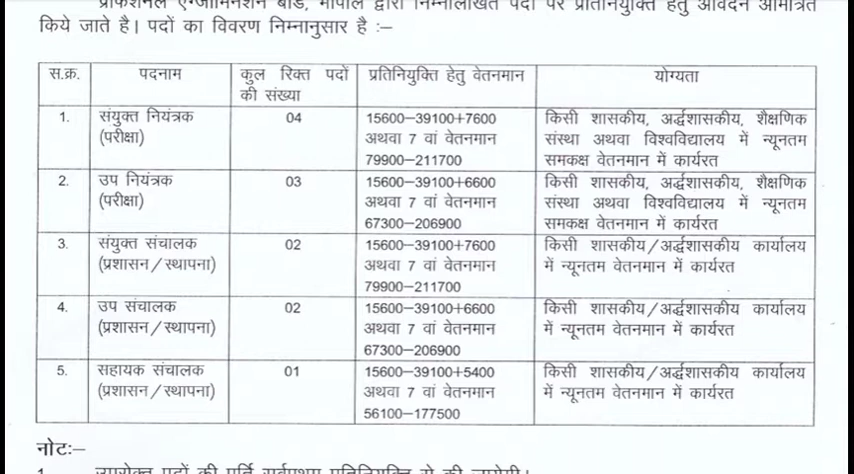 प्रोफेशनल एग्जामिनेशन बोर्ड, भोपाल द्वारा निम्नलिखित पदों पर प्रतिनियुक्ति हेतु आवेदन आमंत्रित
किये जाते है। पदों का विवरण निम्नानुसार है :–
स.क्र. पदनाम कुल रिक्त पदों की संख्या प्रतिनियुक्ति हेतु वेतनमान योग्यता
1. संयुक्त नियंत्रक 04 15600–39100+7600 किसी शासकीय, अर्द्धशासकीय, शैक्षणिक
(परीक्षा) अथवा 7 वां वेतनमान संस्था अथवा विश्वविद्यालय में न्यूनतम
79900–211700 समकक्ष वेतनमान में कार्यरत
2. उप नियंत्रक 03 15600–39100+6600 किसी शासकीय, अर्द्धशासकीय, शैक्षणिक
(परीक्षा) अथवा 7 वां वेतनमान संस्था अथवा विश्वविद्यालय में न्यूनतम
67300–206900 समकक्ष वेतनमान में कार्यरत
3. संयुक्त संचालक 02 15600–39100+7600 किसी शासकीय/अर्द्धशासकीय कार्यालय
(प्रशासन/स्थापना) अथवा 7 वां वेतनमान में न्यूनतम वेतनमान में कार्यरत
79900–211700
4. उप संचालक 02 15600–39100+6600 किसी शासकीय/अर्द्धशासकीय कार्यालय
(प्रशासन/स्थापना) अथवा 7 वां वेतनमान में न्यूनतम वेतनमान में कार्यरत
67300–206900
5. सहायक संचालक 01 15600–39100+5400 किसी शासकीय/अर्द्धशासकीय कार्यालय
(प्रशासन/स्थापना) अथवा 7 वां वेतनमान में न्यूनतम वेतनमान में कार्यरत
56100–177500
नोटः–
1. उपरोक्त पदों की पूर्ति सर्वप्रथम प्रतिनियुक्ति से की जायेगी।